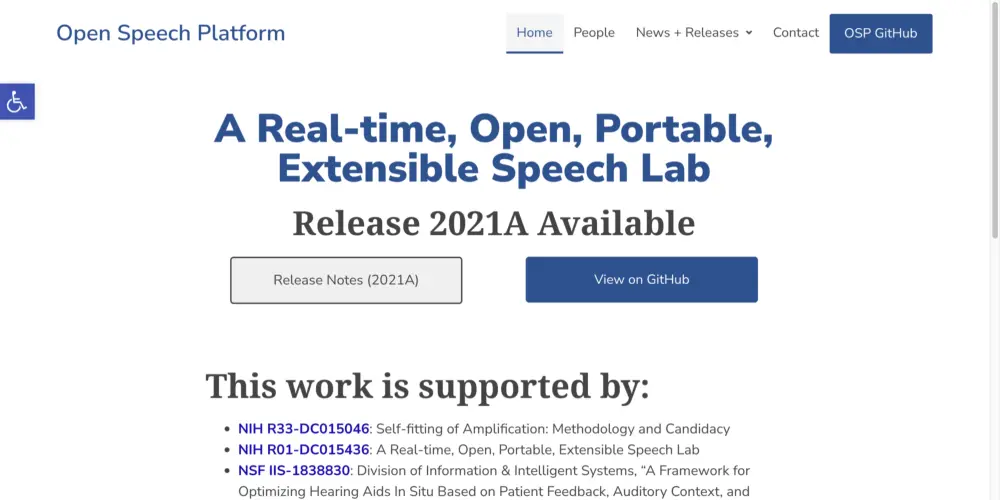 Open Speech Platform
Home People News + Releases Contact OSP GitHub
A Real-time, Open, Portable,
Extensible Speech Lab
Release 2021A Available
Release Notes (2021A) View on GitHub
This work is supported by:
• NIH R33-DC015046: Self-fitting of Amplification: Methodology and Candidacy
• NIH R01-DC015436: A Real-time, Open, Portable, Extensible Speech Lab
• NSF IIS-1838830: Division of Information & Intelligent Systems, “A Framework for
Optimizing Hearing Aids In Situ Based on Patient Feedback, Auditory Context, and